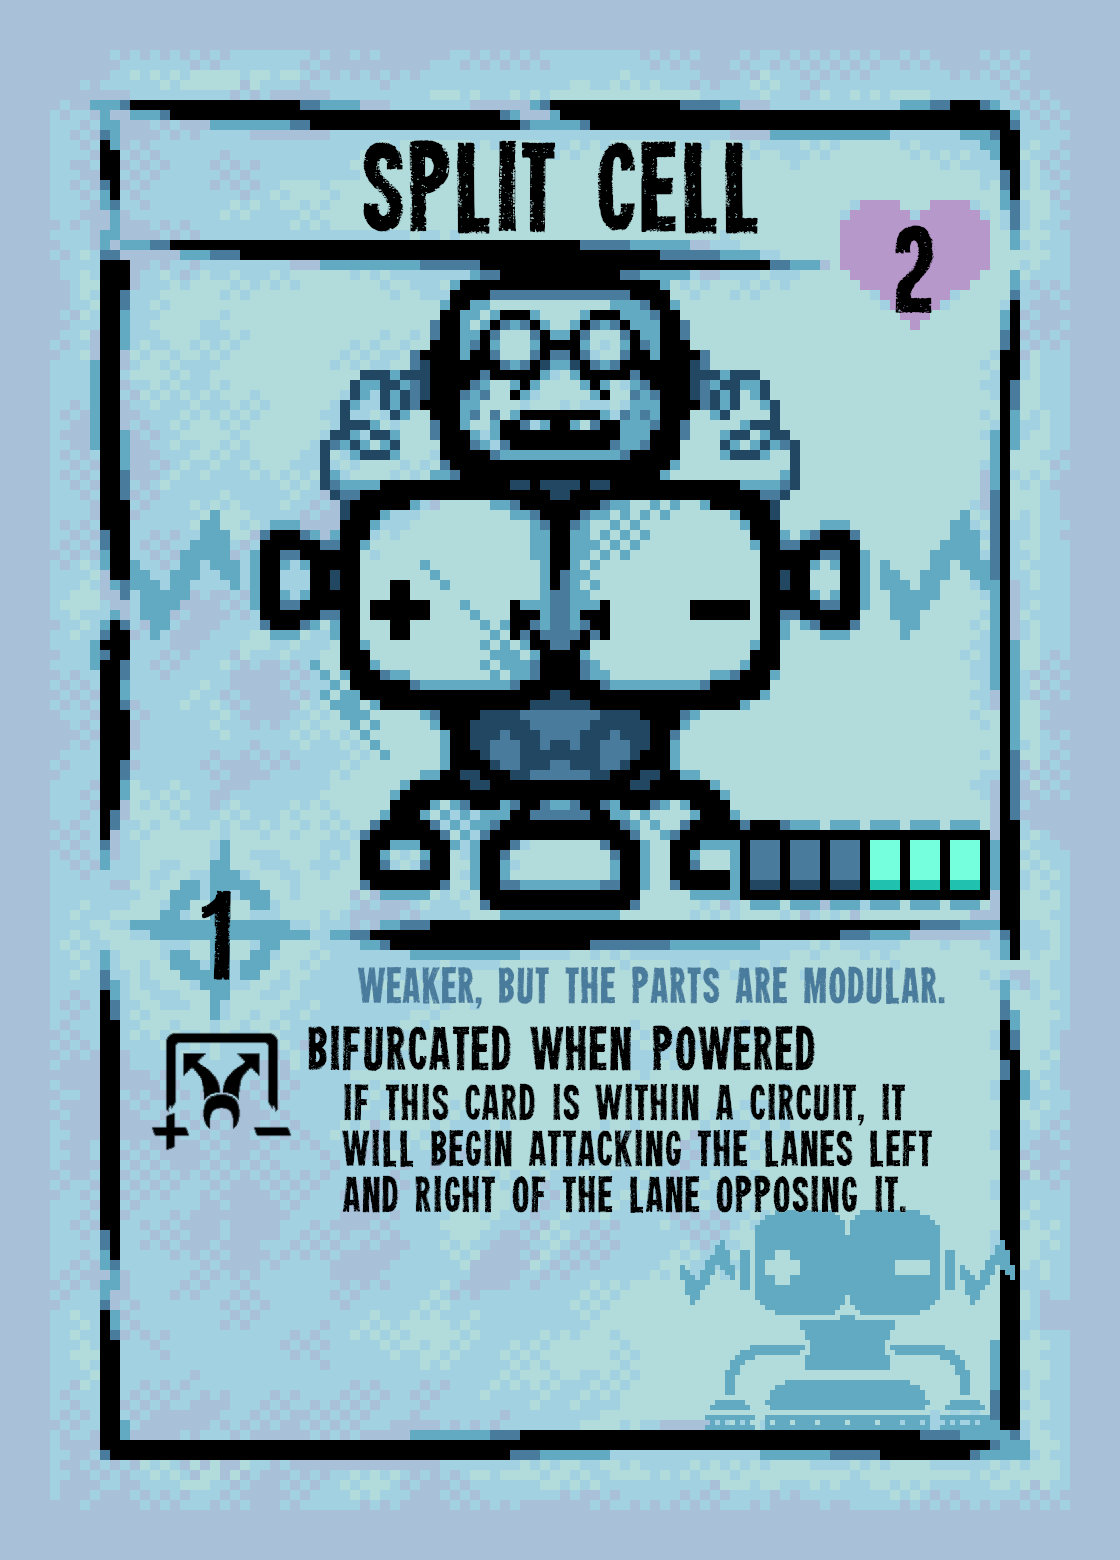 SPLIT CELL
2
+ -
1
WEAKER, BUT THE PARTS ARE MODULAR.
BIFURCATED WHEN POWERED
IF THIS CARD IS WITHIN A CIRCUIT, IT
WILL BEGIN ATTACKING THE LANES LEFT
AND RIGHT OF THE LANE OPPOSING IT.